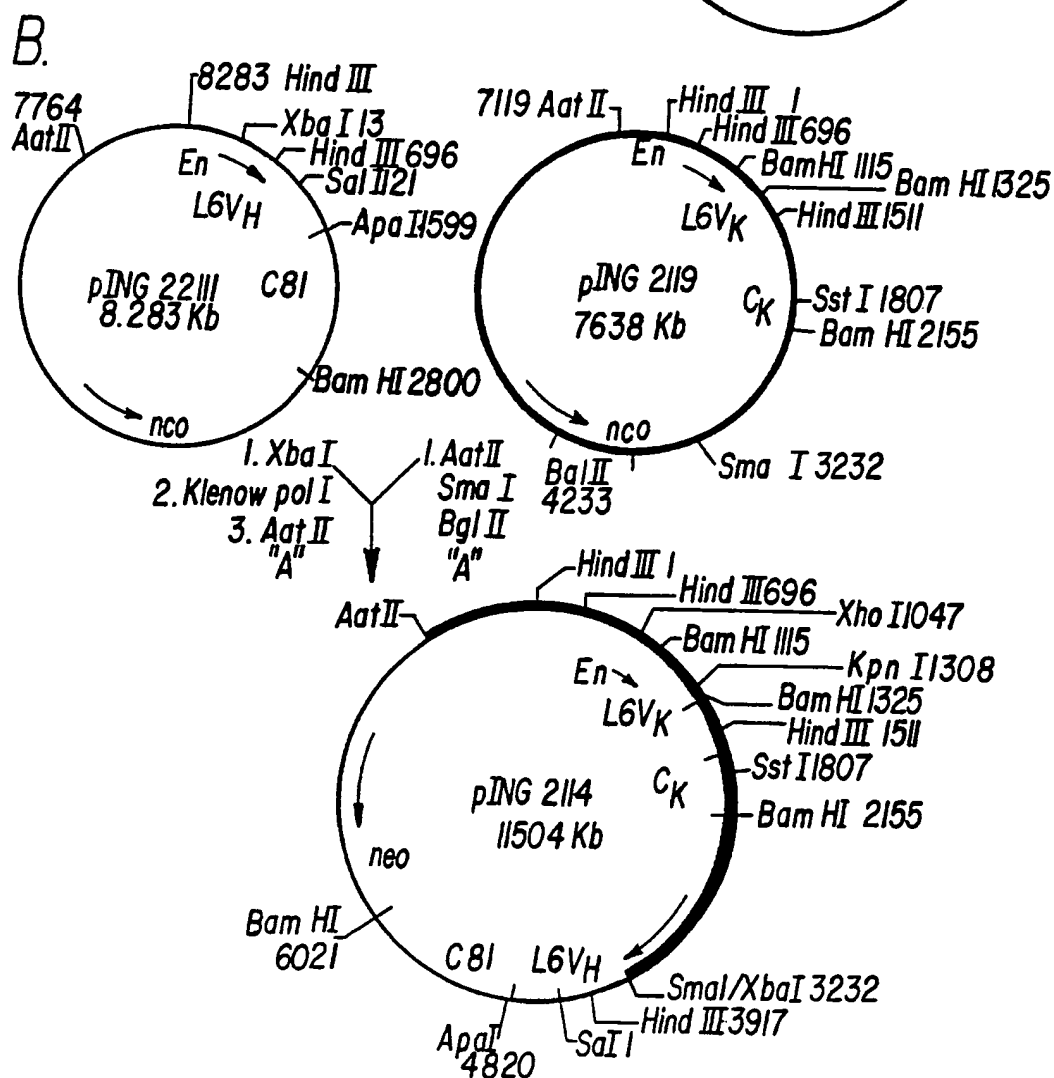 B.
8283 Hind III
7764
Aat II
Xba I 13
Hind III 696
Sal I 1121
Apa I 1599
En
L6VH
pING 22111
8.283 Kb
C81
Bam HI 2800
nco
7119 Aat II
Hind III 1
Hind III 696
Bam HI 1115
Bam HI 1325
Hind III 1511
En
L6VK
pING 2119
7638 Kb
CK
Sst I 1807
Bam HI 2155
nco
Sma I 3232
Bal II
4233
1. Xba I
2. Klenow pol I
3. Aat II
"A"
1. Aat II
Sma I
Bgl II
"A"
Hind III 1
Hind III 696
Aat II
Xho I 1047
Bam HI 1115
Kpn I 1308
En
Bam HI 1325
L6VK
Hind III 1511
Sst I 1807
CK
pING 2114
11504 Kb
Bam HI 2155
neo
Bam HI
6021
C81
L6VH
SmaI/XbaI 3232
Hind III 3917
SaI I
ApaI
4820